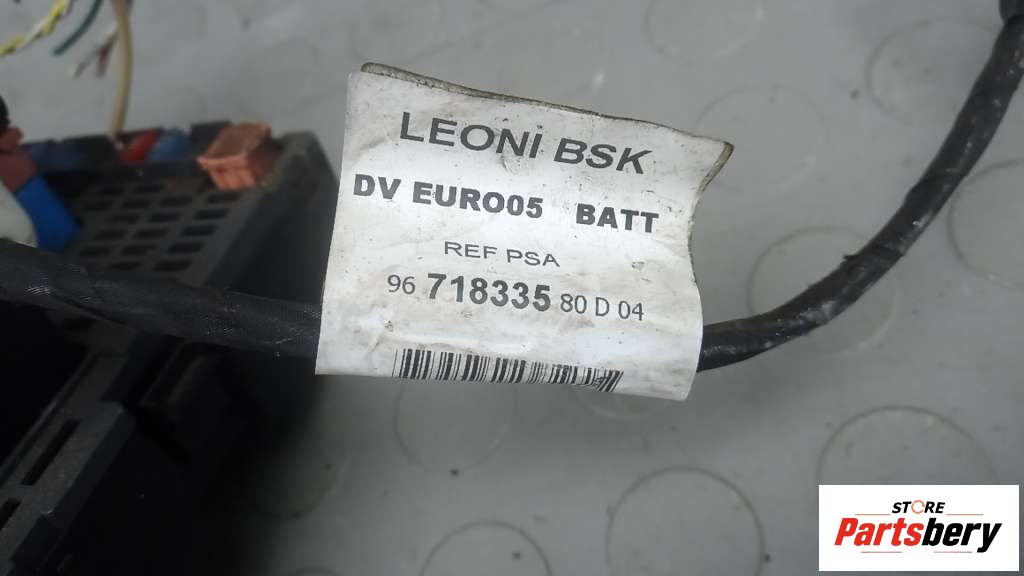 LEONİ BSK
DV EURO05 BATT
REF PSA
96 718335 80 D 04
STORE
Partsbery